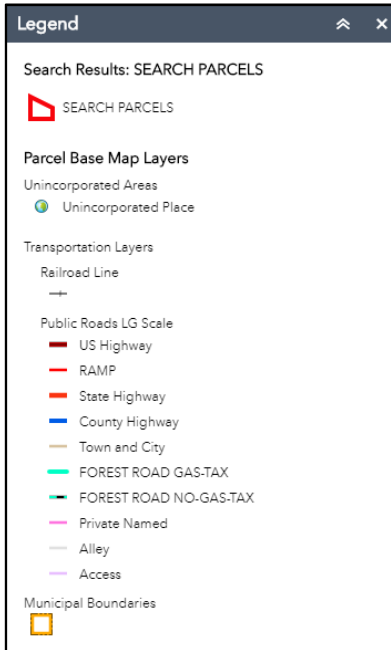 Legend
Search Results: SEARCH PARCELS
SEARCH PARCELS
Parcel Base Map Layers
Unincorporated Areas
Unincorporated Place
Transportation Layers
Railroad Line
Public Roads LG Scale
US Highway
RAMP
State Highway
County Highway
Town and City
FOREST ROAD GAS-TAX
FOREST ROAD NO-GAS-TAX
Private Named
Alley
Access
Municipal Boundaries